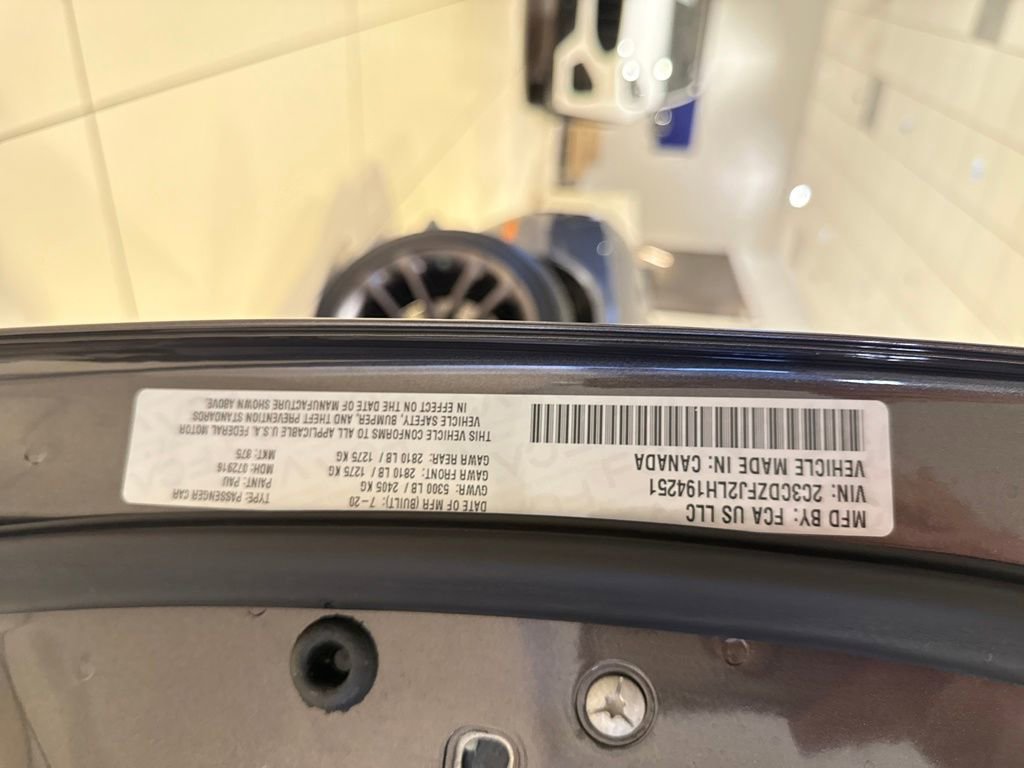 MFD BY: FCA US LLC
VIN: 2C3CDZFJ2LH194251
VEHICLE MADE IN: CANADA
DATE OF MFR (BUILT): 7-20
GVWR: 5300 LB / 2405 KG
GAWR FRONT: 2810 LB / 1275 KG
GAWR REAR: 2810 LB / 1275 KG
TYPE: PASSENGER CAR
PAINT: PAU
MDH: 072916
MKT: 875
THIS VEHICLE CONFORMS TO ALL APPLICABLE U.S.A. FEDERAL MOTOR
VEHICLE SAFETY, BUMPER, AND THEFT PREVENTION STANDARDS
IN EFFECT ON THE DATE OF MANUFACTURE SHOWN ABOVE.